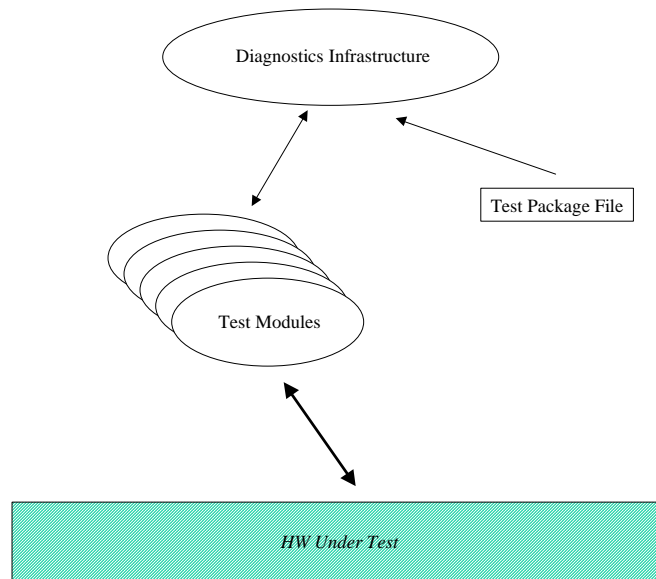 Diagnostics Infrastructure
Test Package File
Test Modules
HW Under Test